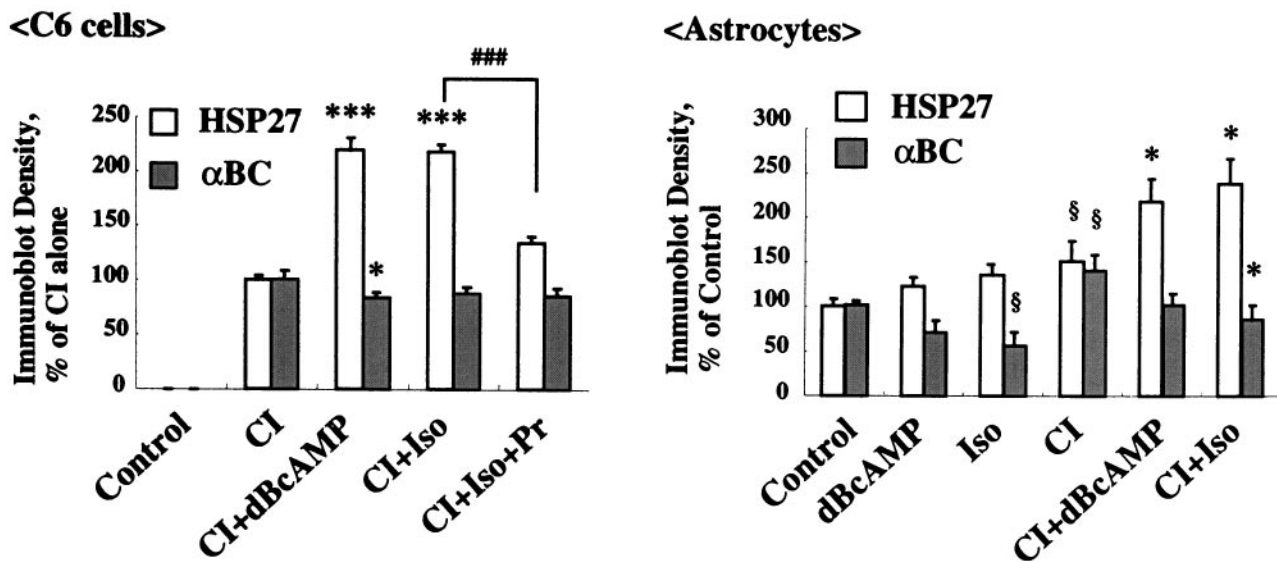 <C6 cells>
###
250
200
150
100
50
0
Immunoblot Density,
% of CI alone
HSP27
αBC
***
***
*
Control
CI
CI+dBcAMP
CI+Iso
CI+Iso+Pr
<Astrocytes>
300
250
200
150
100
50
0
Immunoblot Density,
% of Control
HSP27
αBC
§
§
§
*
*
*
Control
dBcAMP
Iso
CI
CI+dBcAMP
CI+Iso